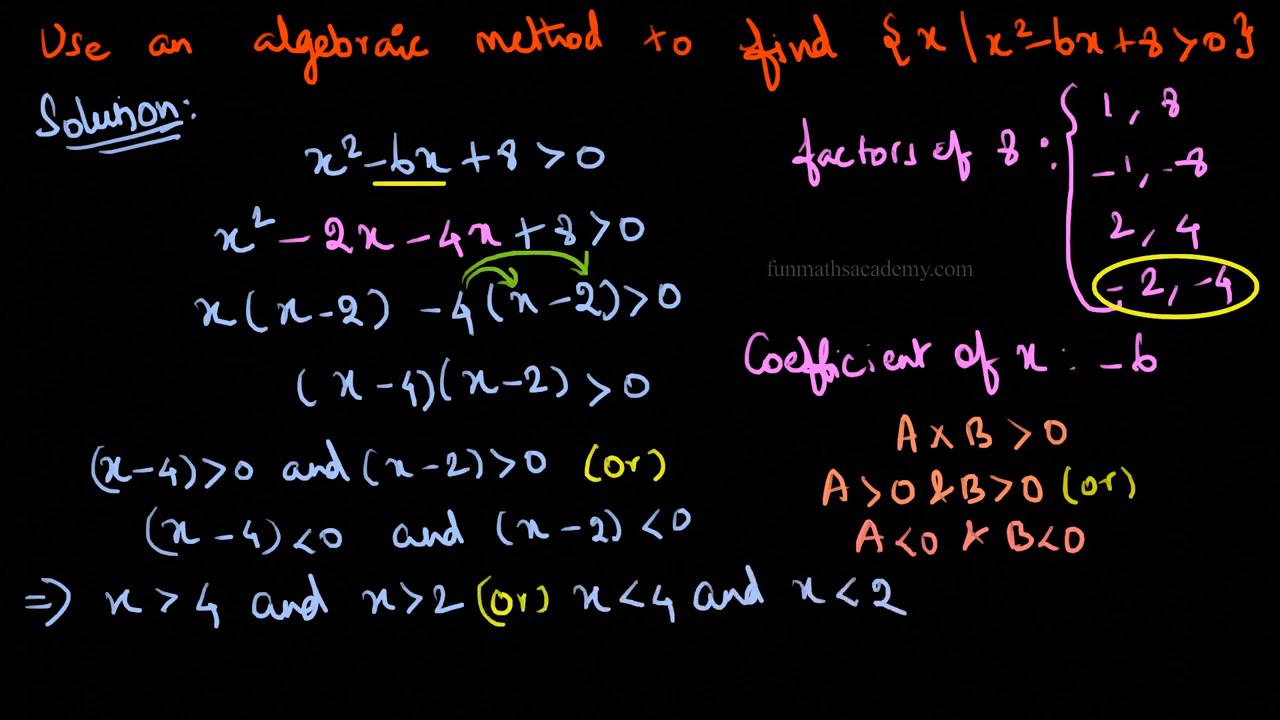 Use an algebraic method to find {x | x² - 6x + 8 > 0}
Solution:
x² - 6x + 8 > 0
x² - 2x - 4x + 8 > 0
x(x - 2) - 4(x - 2) > 0
(x - 4)(x - 2) > 0
(x - 4) > 0 and (x - 2) > 0 (or)
(x - 4) < 0 and (x - 2) < 0
⇒ x > 4 and x > 2 (or) x < 4 and x < 2
factors of 8 :
1, 8
-1, -8
2, 4
-2, -4
funmathsacademy.com
Coefficient of x : -6
A × B > 0
A > 0 & B > 0 (or)
A < 0 & B < 0